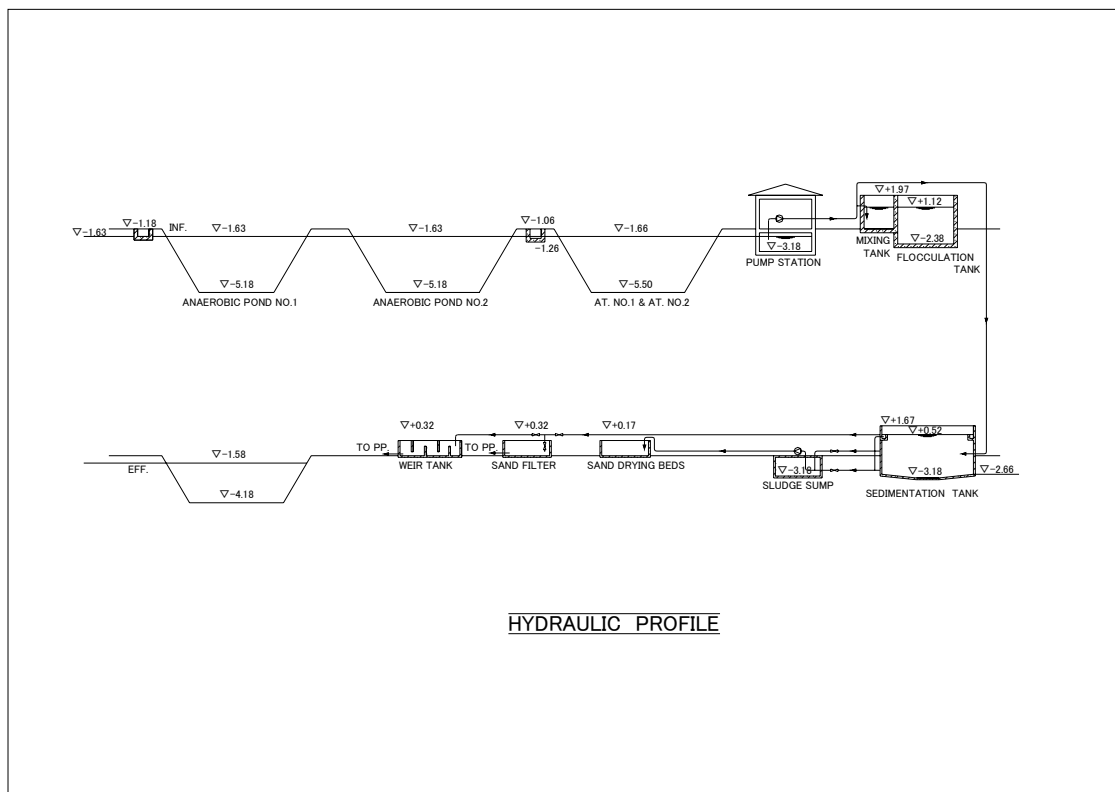 ▽+1.97
▽-1.18 INF. ▽-1.63 ▽-1.63 ▽-1.06 ▽-1.66 ▽+1.12
▽-1.63
-1.26 ▽-3.18 ▽-2.38
PUMP STATION MIXING TANK FLOCCULATION TANK
▽-5.18 ▽-5.18 ▽-5.50
ANAEROBIC POND NO.1 ANAEROBIC POND NO.2 AT. NO.1 & AT. NO.2
▽+0.32 ▽+0.32 ▽+0.17 ▽+1.67
▽+0.52
TO PP. TO PP.
▽-1.58 WEIR TANK SAND FILTER SAND DRYING BEDS
EFF. ▽-3.18 ▽-3.18 ▽-2.66
SLUDGE SUMP
▽-4.18 SEDIMENTATION TANK
HYDRAULIC PROFILE